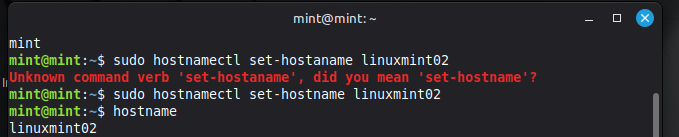 mint@mint: ~
mint
mint@mint:~$ sudo hostnamectl set-hostaname linuxmint02
Unknown command verb 'set-hostaname', did you mean 'set-hostname'?
mint@mint:~$ sudo hostnamectl set-hostname linuxmint02
mint@mint:~$ hostname
linuxmint02